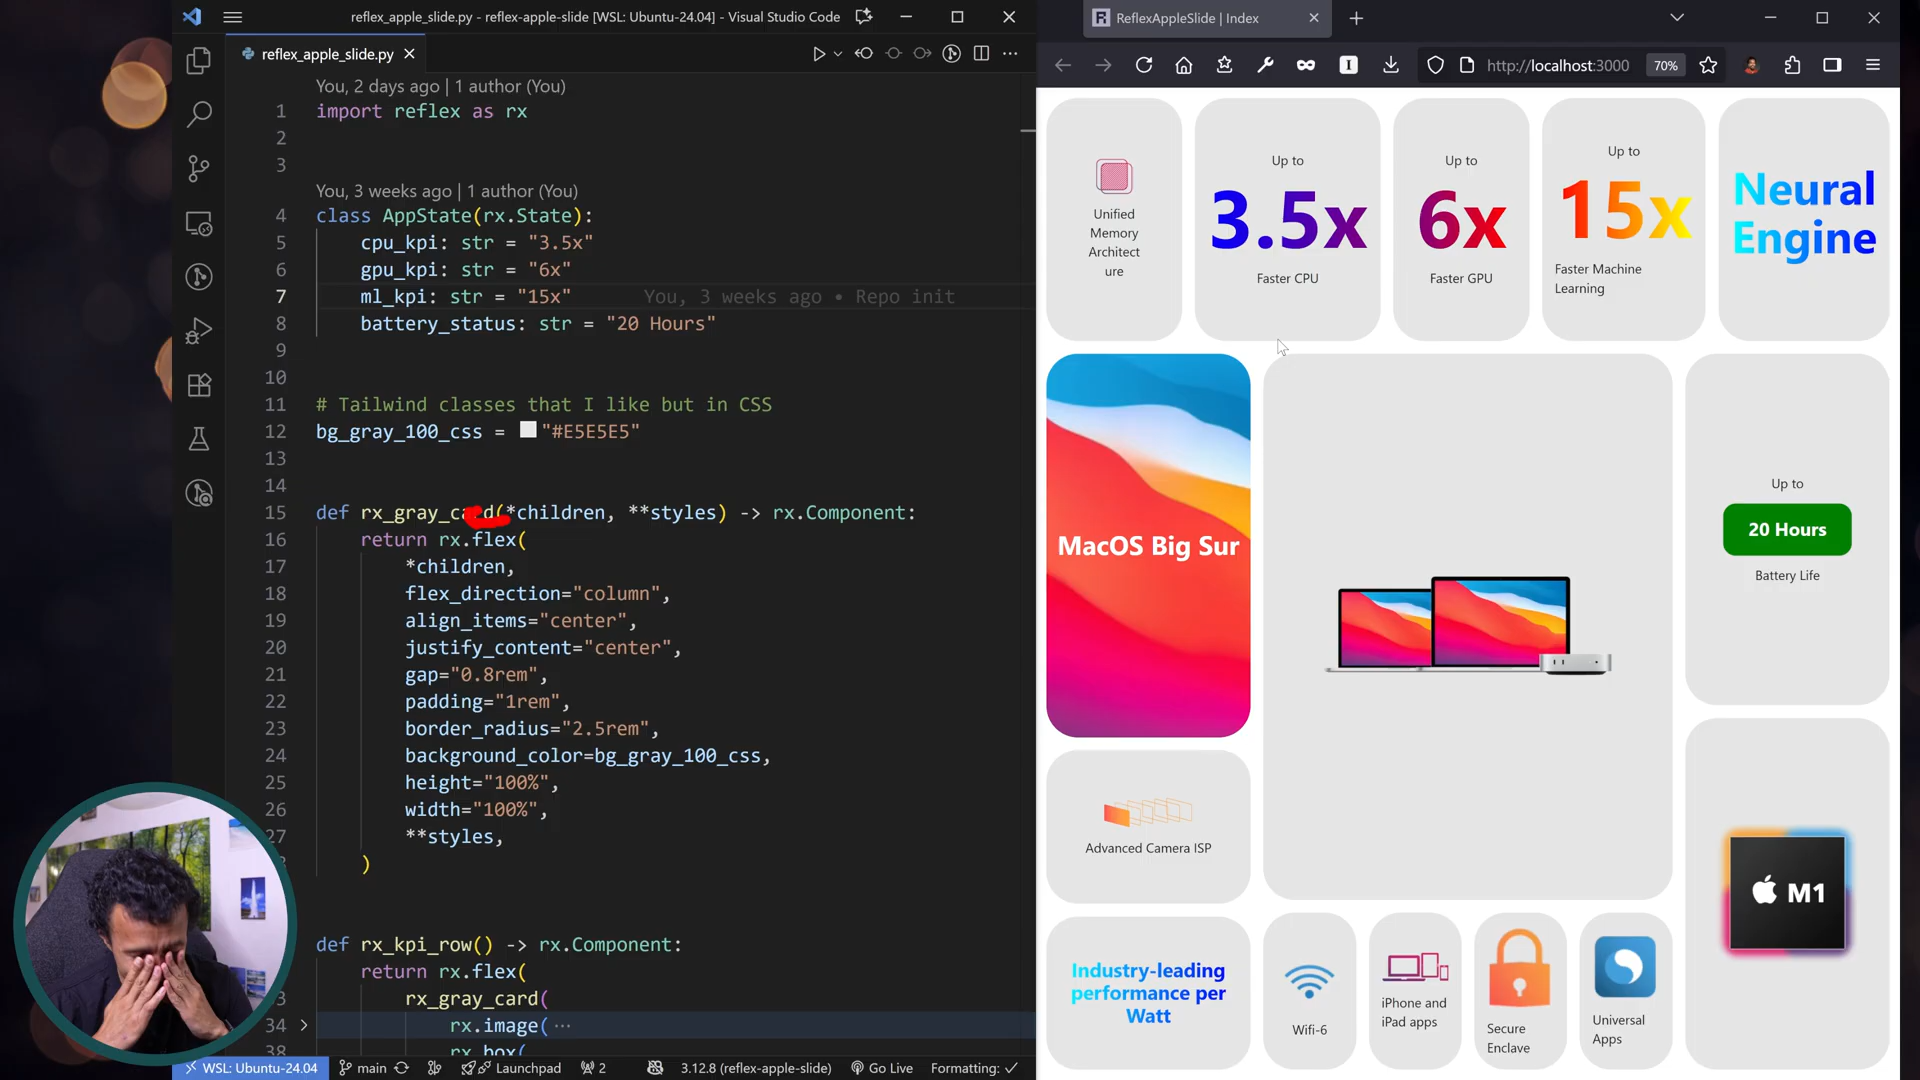 reflex_apple_slide.py - reflex-apple-slide [WSL: Ubuntu-24.04] - Visual Studio Code
reflex_apple_slide.py
You, 2 days ago | 1 author (You)
1 import reflex as rx
2
3
You, 3 weeks ago | 1 author (You)
4 class AppState(rx.State):
5 cpu_kpi: str = "3.5x"
6 gpu_kpi: str = "6x"
7 ml_kpi: str = "15x" You, 3 weeks ago • Repo init
8 battery_status: str = "20 Hours"
9
10
11 # Tailwind classes that I like but in CSS
12 bg_gray_100_css = "#E5E5E5"
13
14
15 def rx_gray_card(*children, **styles) -> rx.Component:
16 return rx.flex(
17 *children,
18 flex_direction="column",
19 align_items="center",
20 justify_content="center",
21 gap="0.8rem",
22 padding="1rem",
23 border_radius="2.5rem",
24 background_color=bg_gray_100_css,
25 height="100%",
26 width="100%",
27 **styles,
)
def rx_kpi_row() -> rx.Component:
return rx.flex(
3 rx_gray_card(
34 rx.image( ···
38 rx.box(
WSL: Ubuntu-24.04 main Launchpad 2 3.12.8 (reflex-apple-slide) Go Live Formatting: ✓
ReflexAppleSlide | Index
http://localhost:3000 70%
Unified
Memory
Architect
ure
Up to
3.5x
Faster CPU
Up to
6x
Faster GPU
Up to
15x
Faster Machine
Learning
Neural
Engine
MacOS Big Sur
Up to
20 Hours
Battery Life
Advanced Camera ISP
M1
Industry-leading
performance per
Watt
Wifi-6
iPhone and
iPad apps
Secure
Enclave
Universal
Apps